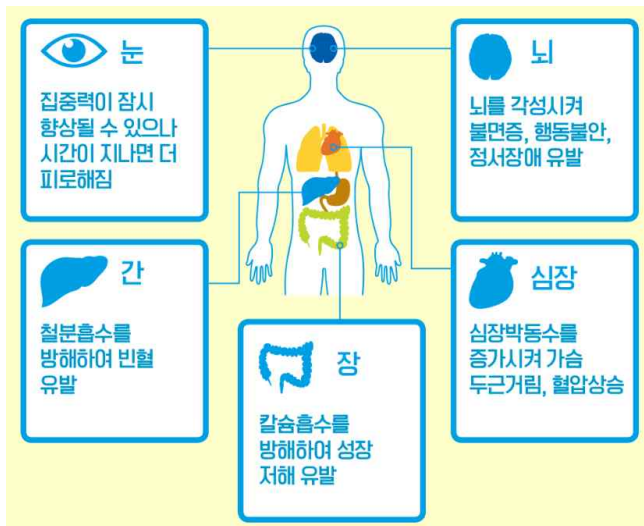 눈
집중력이 잠시
향상될 수 있으나
시간이 지나면 더
피로해짐
뇌
뇌를 각성시켜
불면증, 행동불안,
정서장애 유발
간
철분흡수를
방해하여 빈혈
유발
장
칼슘흡수를
방해하여 성장
저해 유발
심장
심장박동수를
증가시켜 가슴
두근거림, 혈압상승